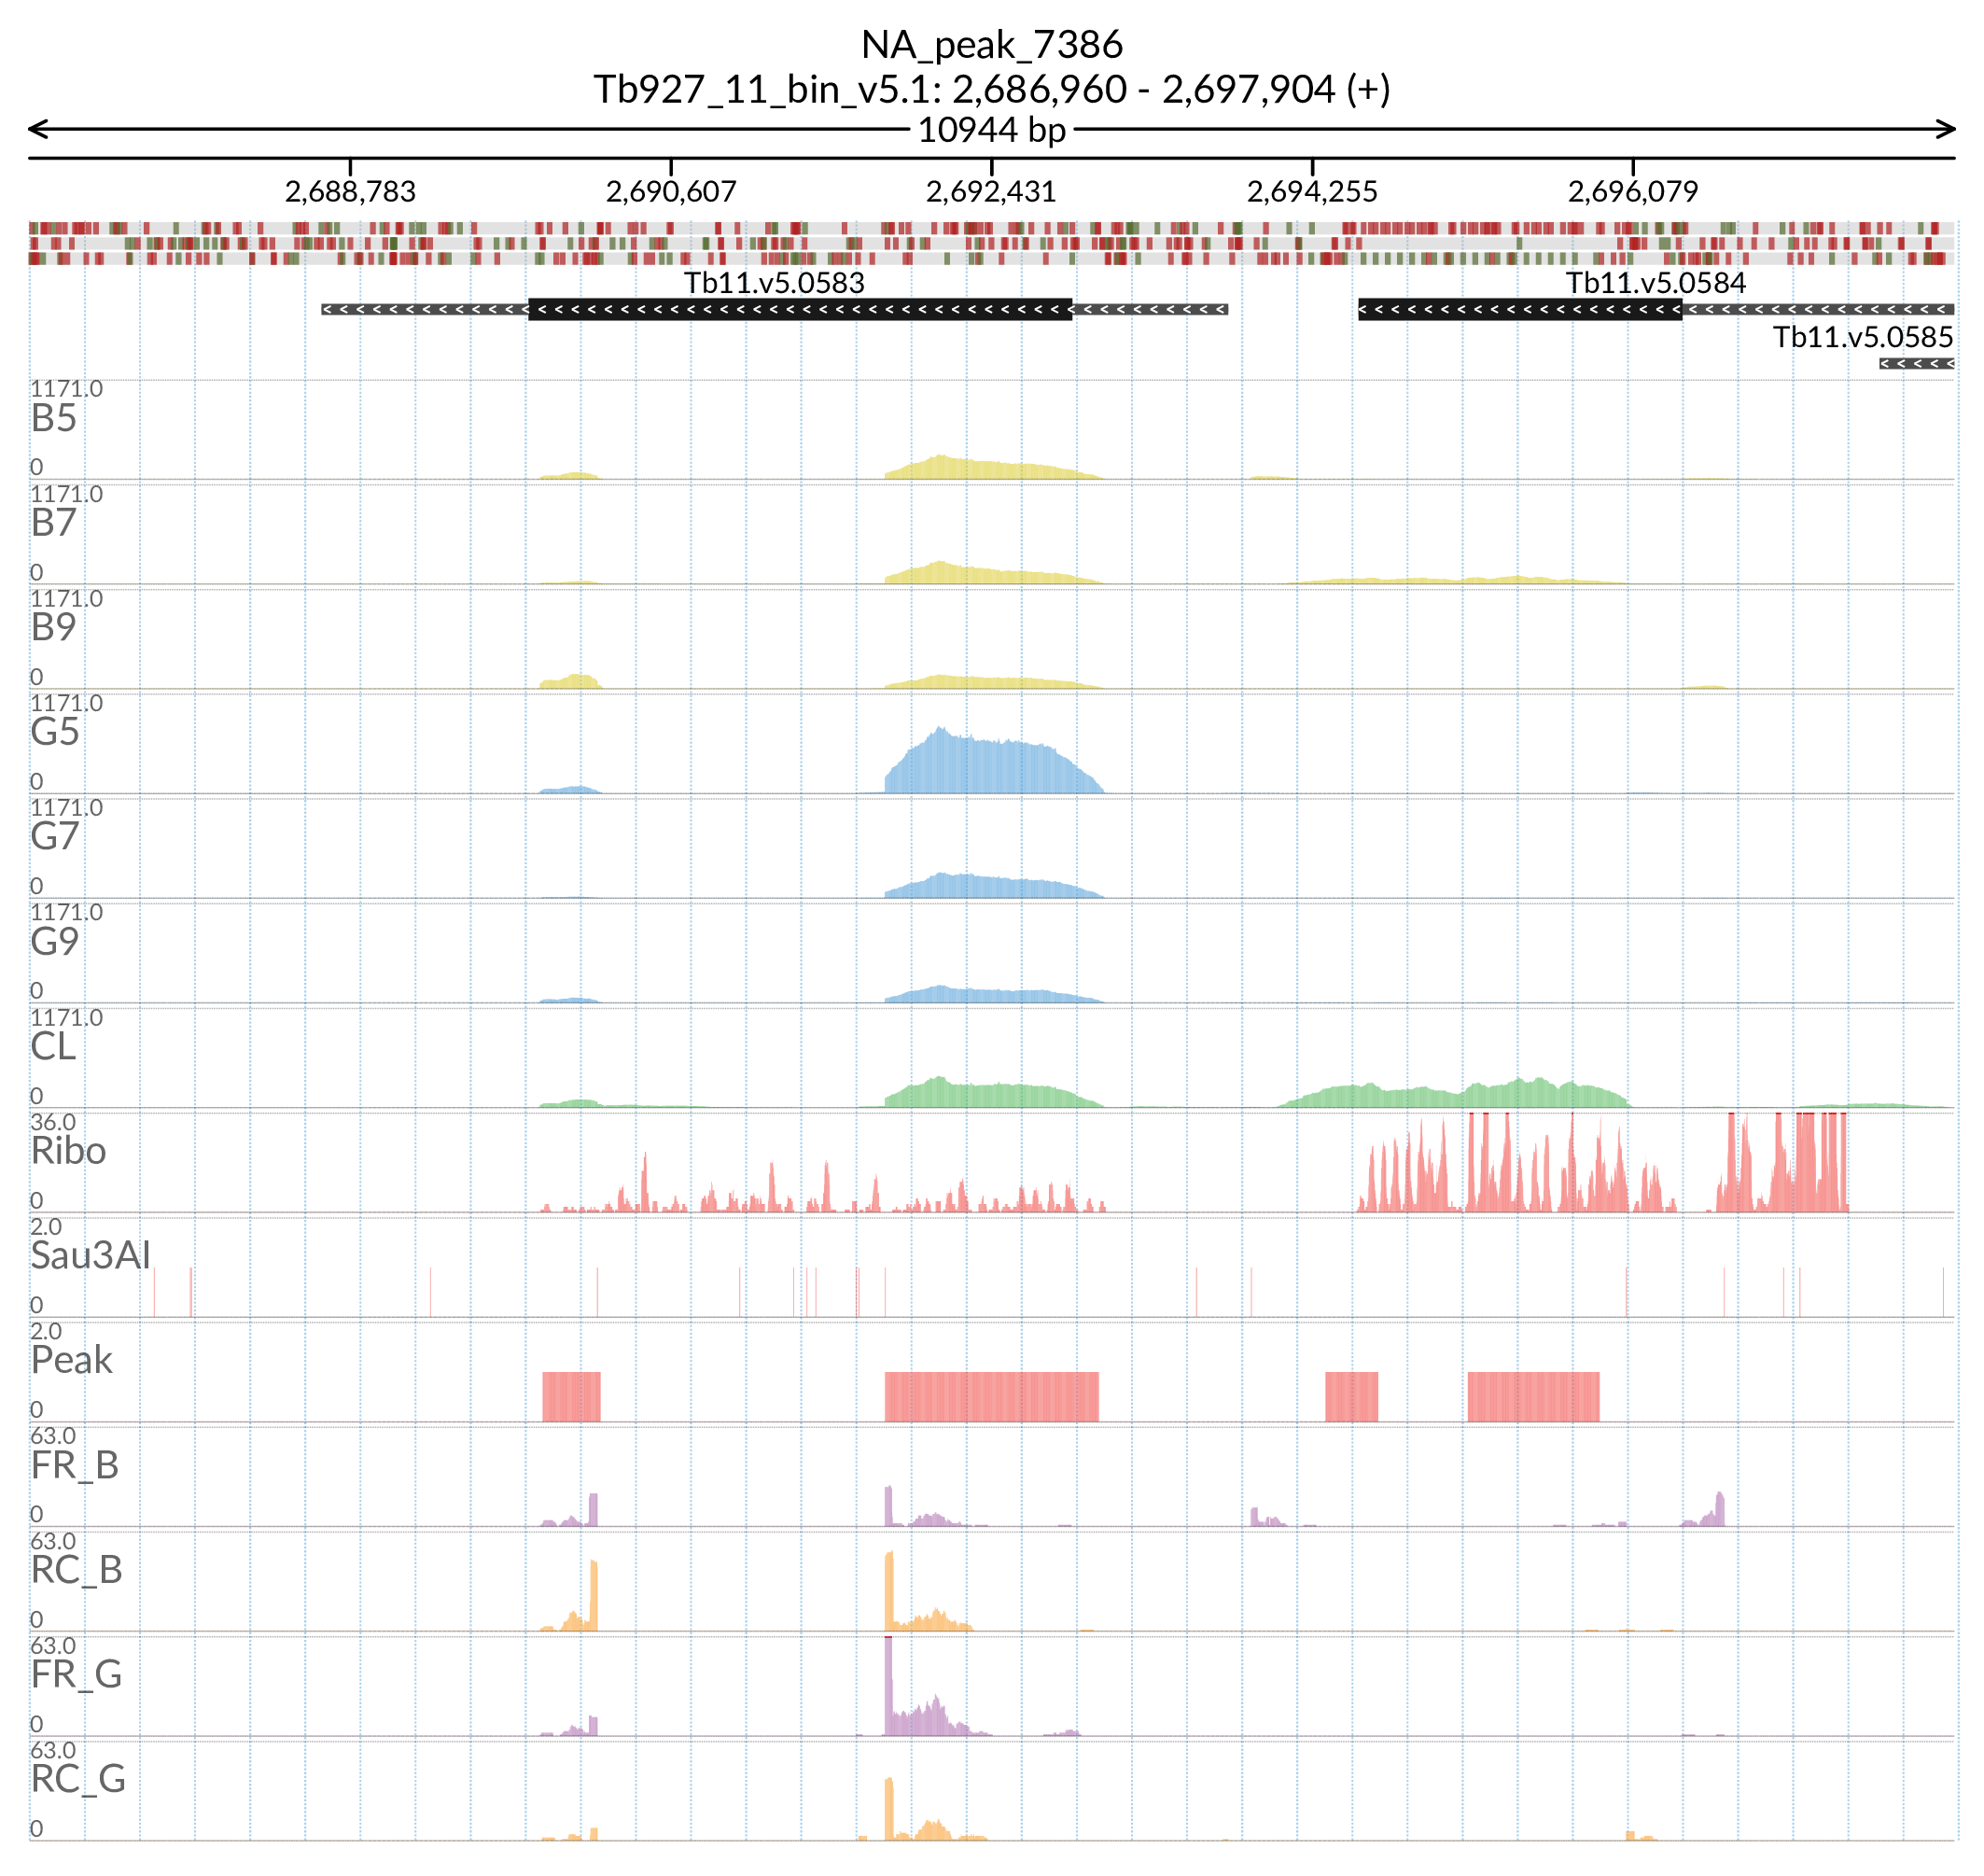 NA_peak_7386
Tb927_11_bin_v5.1: 2,686,960 - 2,697,904 (+)
10944 bp
2,688,783 2,690,607 2,692,431 2,694,255 2,696,079
Tb11.v5.0583 Tb11.v5.0584
Tb11.v5.0585
1171.0
B5
0
1171.0
B7
0
1171.0
B9
0
1171.0
G5
0
1171.0
G7
0
1171.0
G9
0
1171.0
CL
0
36.0
Ribo
0
2.0
Sau3AI
0
2.0
Peak
0
63.0
FR_B
0
63.0
RC_B
0
63.0
FR_G
0
63.0
RC_G
0